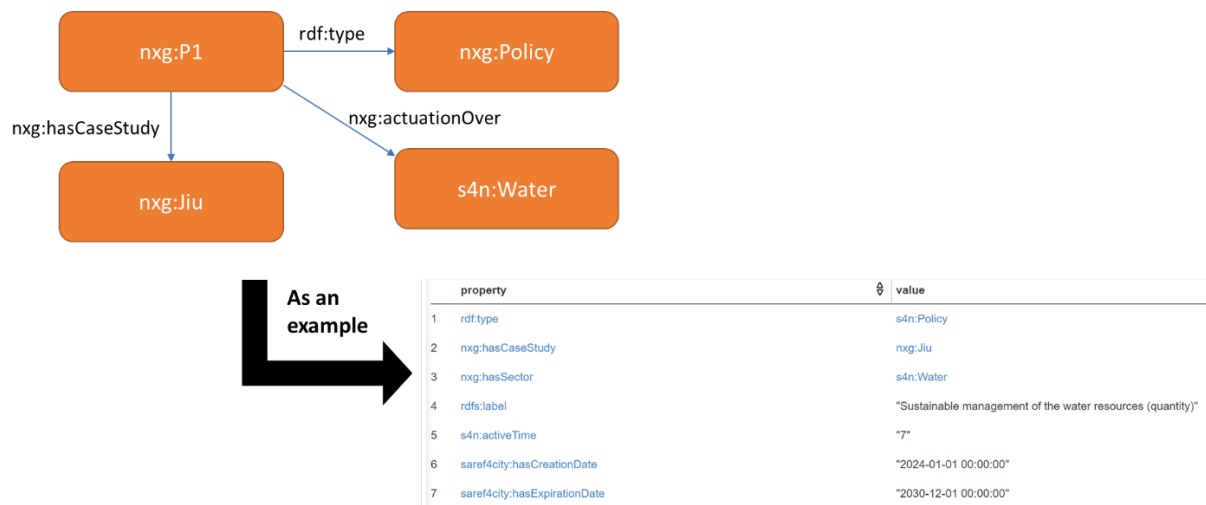 nxg:P1
rdf:type
nxg:Policy
nxg:hasCaseStudy
nxg:actuationOver
nxg:Jiu
s4n:Water
As an
example
property value
1 rdf:type s4n:Policy
2 nxg:hasCaseStudy nxg:Jiu
3 nxg:hasSector s4n:Water
4 rdfs:label "Sustainable management of the water resources (quantity)"
5 s4n:activeTime "7"
6 saref4city:hasCreationDate "2024-01-01 00:00:00"
7 saref4city:hasExpirationDate "2030-12-01 00:00:00"